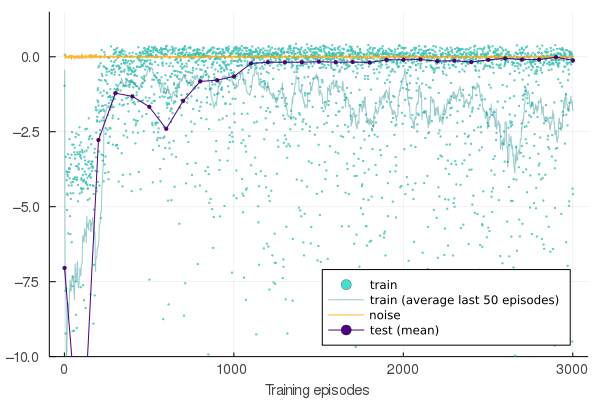 0.0
−2.5
−5.0
−7.5
−10.0
0 1000 2000 3000
Training episodes
train
train (average last 50 episodes)
noise
test (mean)